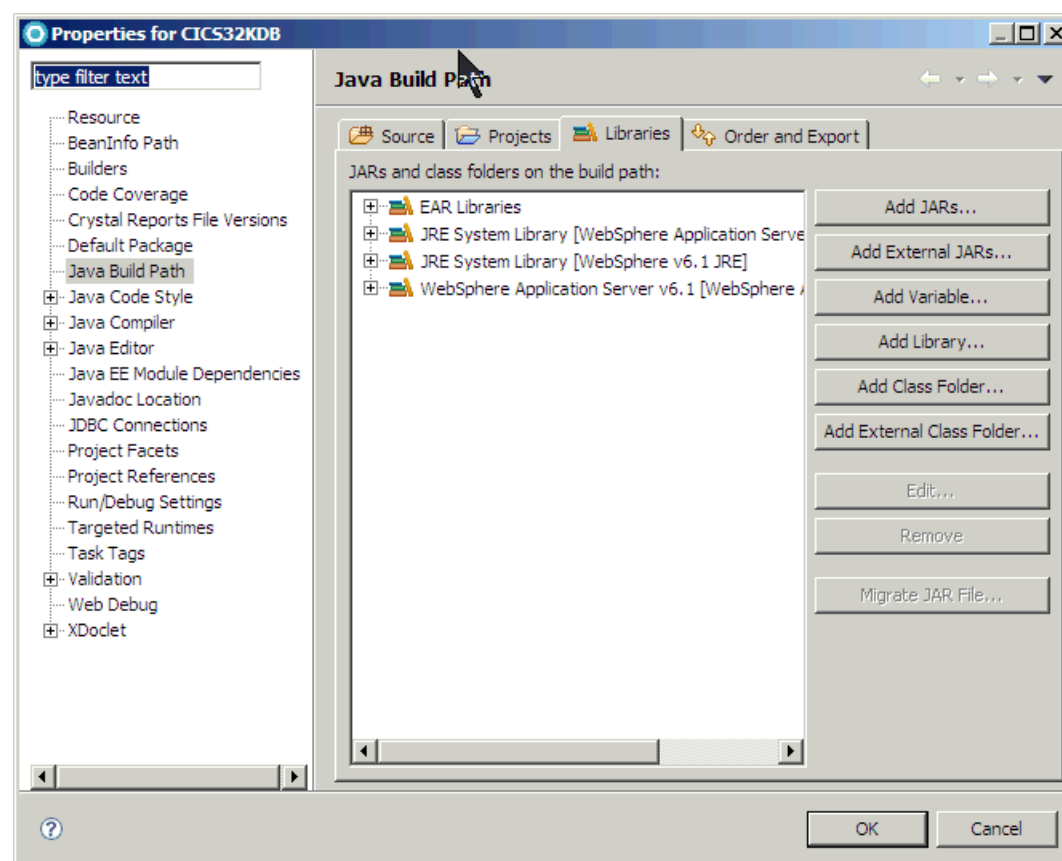 Properties for CICS32KDB
type filter text
Resource
BeanInfo Path
Builders
Code Coverage
Crystal Reports File Versions
Default Package
Java Build Path
Java Code Style
Java Compiler
Java Editor
Java EE Module Dependencies
Javadoc Location
JDBC Connections
Project Facets
Project References
Run/Debug Settings
Targeted Runtimes
Task Tags
Validation
Web Debug
XDoclet
Java Build Path
Source Projects Libraries Order and Export
JARs and class folders on the build path:
EAR Libraries
JRE System Library [WebSphere Application Serve
JRE System Library [WebSphere v6.1 JRE]
WebSphere Application Server v6.1 [WebSphere
Add JARs...
Add External JARs...
Add Variable...
Add Library...
Add Class Folder...
Add External Class Folder...
Edit...
Remove
Migrate JAR File...
OK Cancel